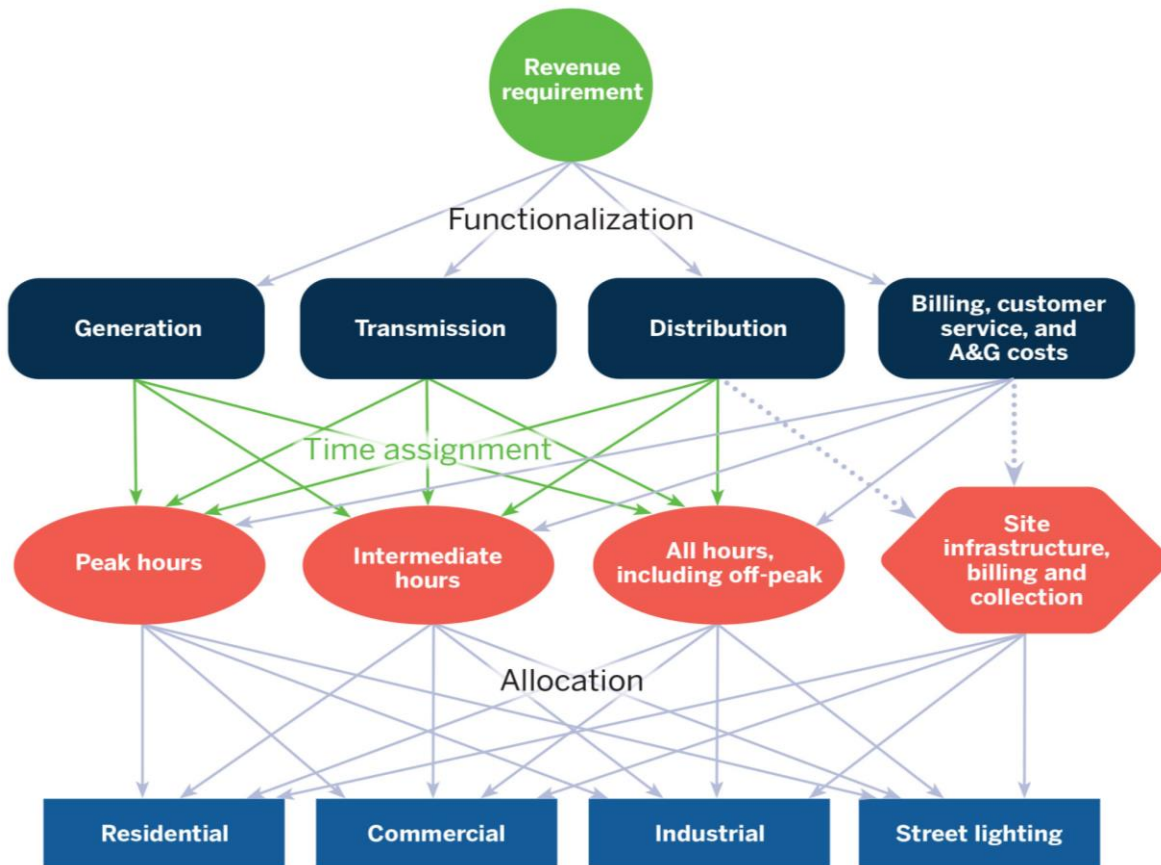 Revenue
requirement
Functionalization
Generation
Transmission
Distribution
Billing, customer
service, and
A&G costs
Time assignment
Peak hours
Intermediate
hours
All hours,
including off-peak
Site
infrastructure,
billing and
collection
Allocation
Residential
Commercial
Industrial
Street lighting